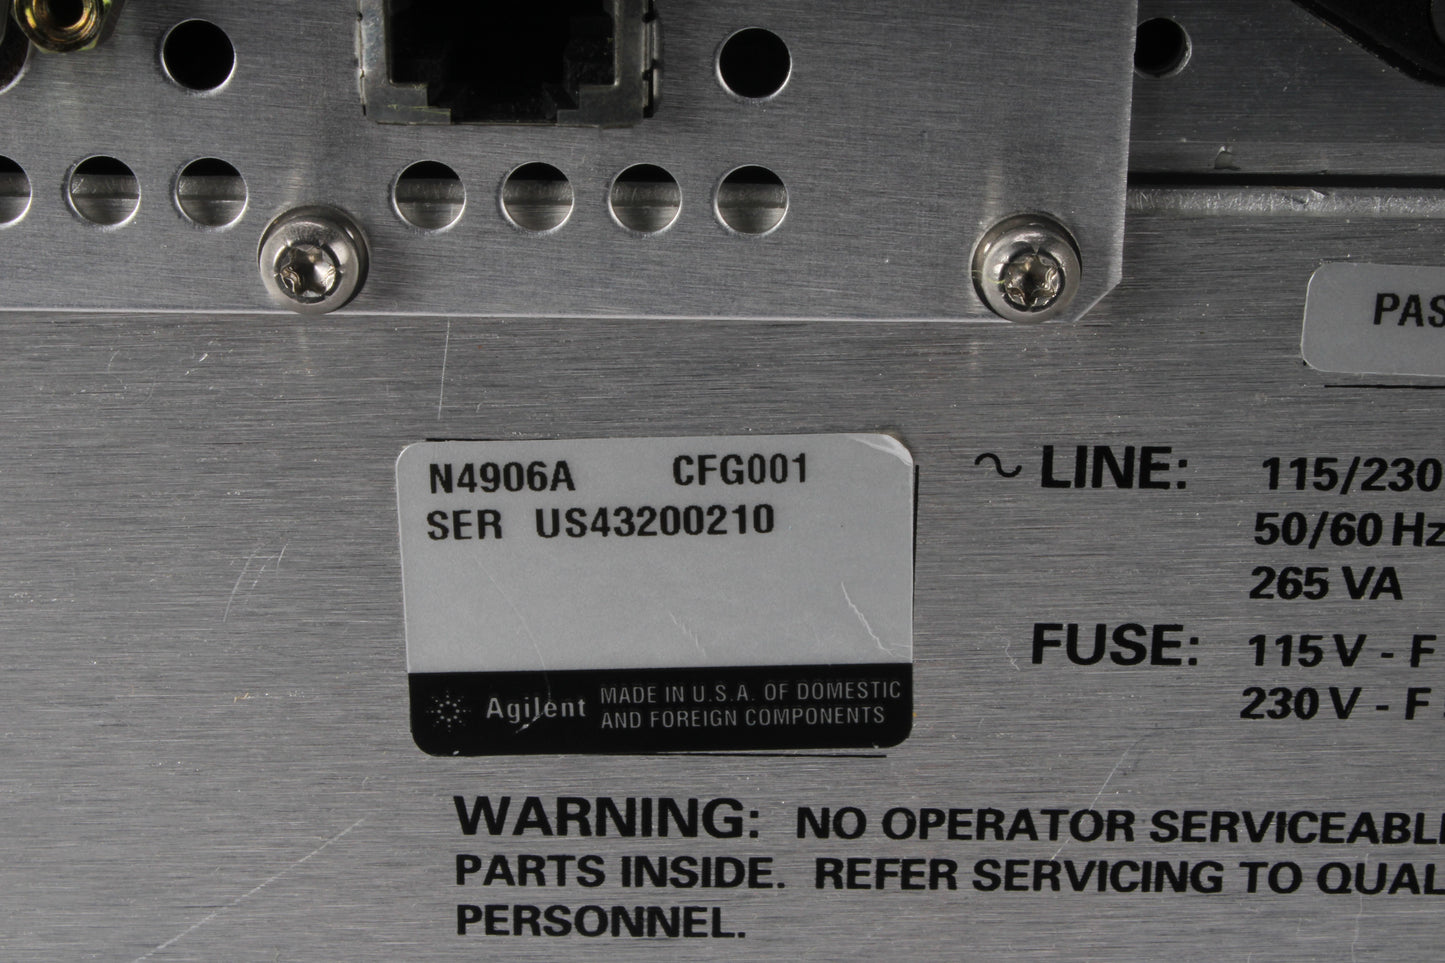 PAS
N4906A CFG001
SER US43200210
Agilent MADE IN U.S.A. OF DOMESTIC
AND FOREIGN COMPONENTS
~ LINE: 115/230
50/60 Hz
265 VA
FUSE: 115 V - F
230 V - F
WARNING: NO OPERATOR SERVICEABL
PARTS INSIDE. REFER SERVICING TO QUAL
PERSONNEL.